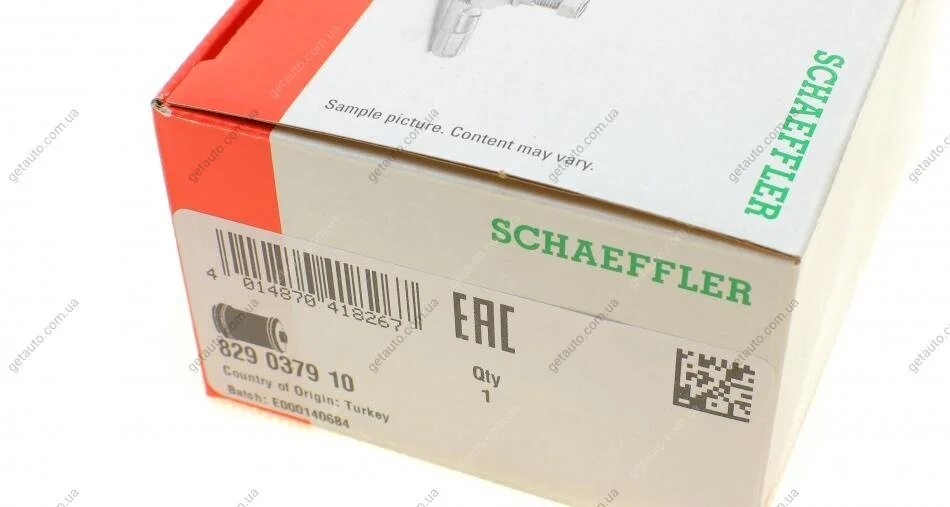 Sample picture. Content may vary.
SCHAEFFLER
SCHAEFFLER
4 014870 418267
EAC
829 0379 10
Qty
1
Country of Origin: Turkey
Batch: E000140684
getauto.com.ua